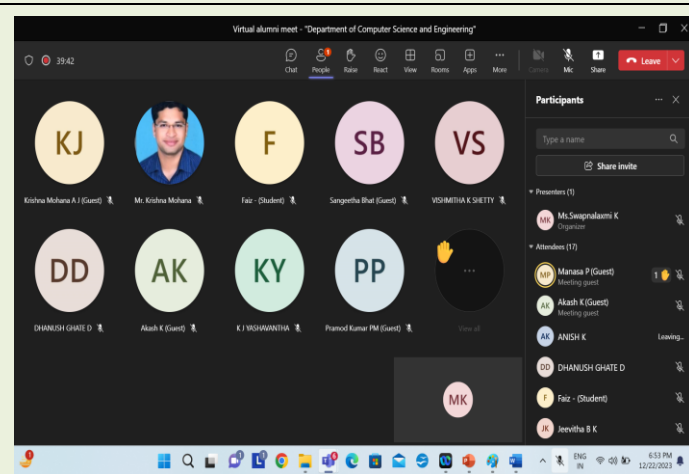 Virtual alumni meet - "Department of Computer Science and Engineering"
39:42
Chat People Raise React View Rooms Apps More Camera Mic Share Leave
Participants
Type a name
Share invite
Presenters (1)
MK Ms.Swapnalaxmi K
Organizer
Attendees (17)
MP Manasa P (Guest) 1
Meeting guest
AK Akash K (Guest)
Meeting guest
AK ANISH K Leaving...
DD DHANUSH GHATE D
F Faiz - (Student)
JK Jeevitha B K
KJ F SB VS
Krishna Mohana A J (Guest) Mr. Krishna Mohana Faiz - (Student) Sangeetha Bhat (Guest) VISHMITHA K SHETTY
DD AK KY PP ...
DHANUSH GHATE D Akash K (Guest) K J YASHAVANTHA Pramod Kumar PM (Guest) View all
MK
ENG
IN
6:53 PM
12/22/2023